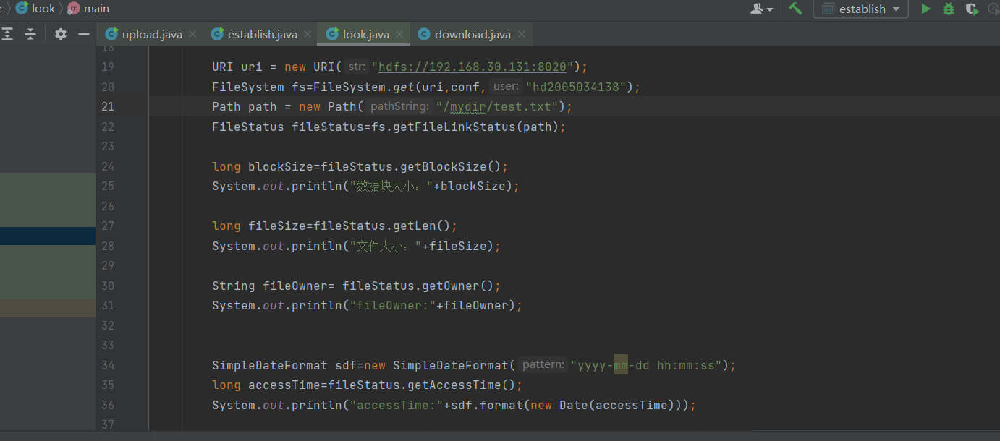 look main
establish
upload.java establish.java look.java download.java
18
19 URI uri = new URI( str: "hdfs://192.168.30.131:8020");
20 FileSystem fs=FileSystem.get(uri,conf, user: "hd2005034138");
21 Path path = new Path( pathString: "/mydir/test.txt");
22 FileStatus fileStatus=fs.getFileLinkStatus(path);
23
24 long blockSize=fileStatus.getBlockSize();
25 System.out.println("数据块大小："+blockSize);
26
27 long fileSize=fileStatus.getLen();
28 System.out.println("文件大小："+fileSize);
29
30 String fileOwner= fileStatus.getOwner();
31 System.out.println("fileOwner:"+fileOwner);
32
33
34 SimpleDateFormat sdf=new SimpleDateFormat( pattern: "yyyy-mm-dd hh:mm:ss");
35 long accessTime=fileStatus.getAccessTime();
36 System.out.println("accessTime:"+sdf.format(new Date(accessTime)));
37